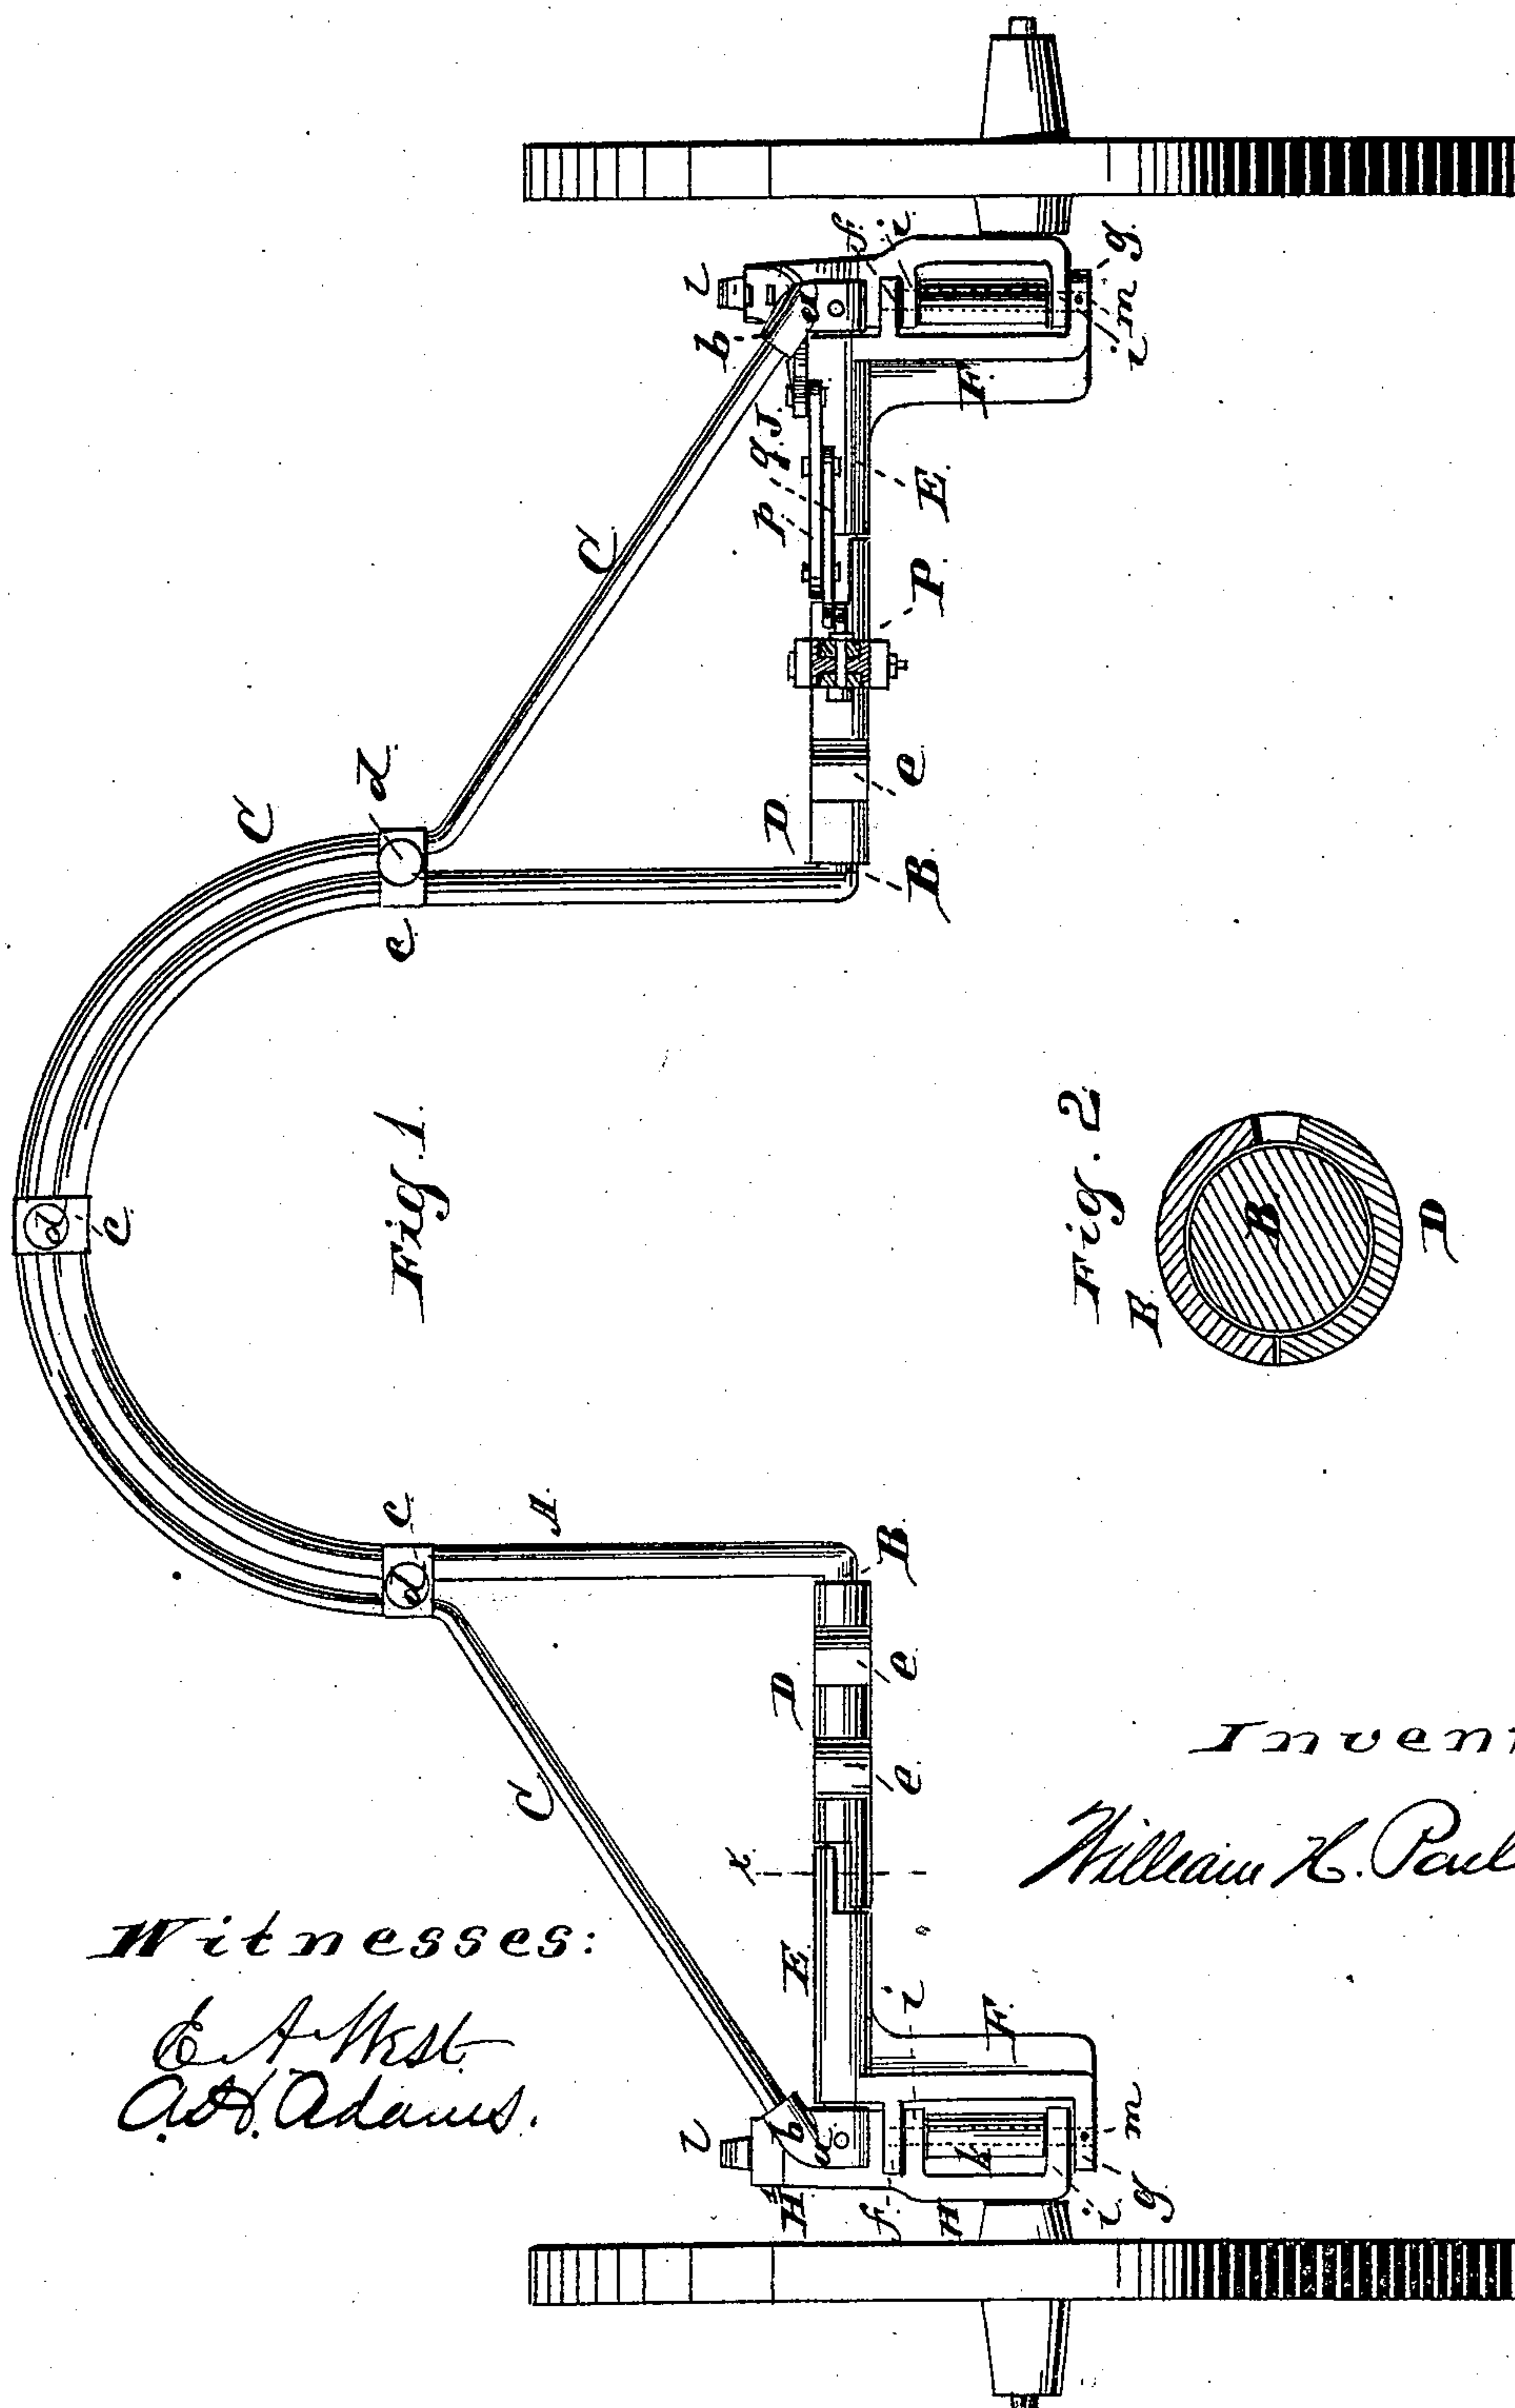 C
d.
C
c
d
c.
Fig. 1.
c
d
A.
C
l
b
a
f.
i.
g.
m
i'
F.
J.
q.
p
E.
P.
D
e
B.
B
D
e.
e.
x.
E.
i
F.
l
b
a
H
f.
H
k
i'
g
m
Fig. 2
B.
B
D
Invent
William H. Paul
Witnesses:
E. A. West
A. H. Adams.